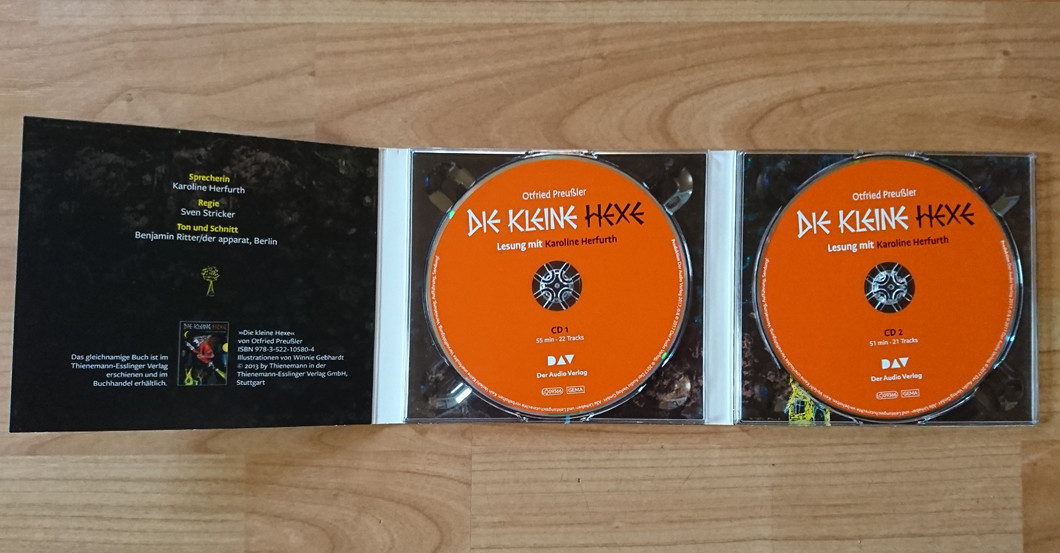 Sprecherin
Karoline Herfurth
Regie
Sven Stricker
Ton und Schnitt
Benjamin Ritter/der apparat, Berlin
Das gleichnamige Buch ist im
Thienemann-Esslinger Verlag
erschienen und im
Buchhandel erhältlich.
DIE KLEINE HEXE
»Die kleine Hexe«
von Otfried Preußler
ISBN 978-3-522-10580-4
Illustrationen von Winnie Gebhardt
© 2013 by Thienemann in der
Thienemann-Esslinger Verlag GmbH,
Stuttgart
Otfried Preußler
DIE KLEINE HEXE
Lesung mit Karoline Herfurth
CD 1
55 min · 22 Tracks
DAV
Der Audio Verlag
GEMA
Otfried Preußler
DIE KLEINE HEXE
Lesung mit Karoline Herfurth
CD 2
51 min · 21 Tracks
DAV
Der Audio Verlag
GEMA